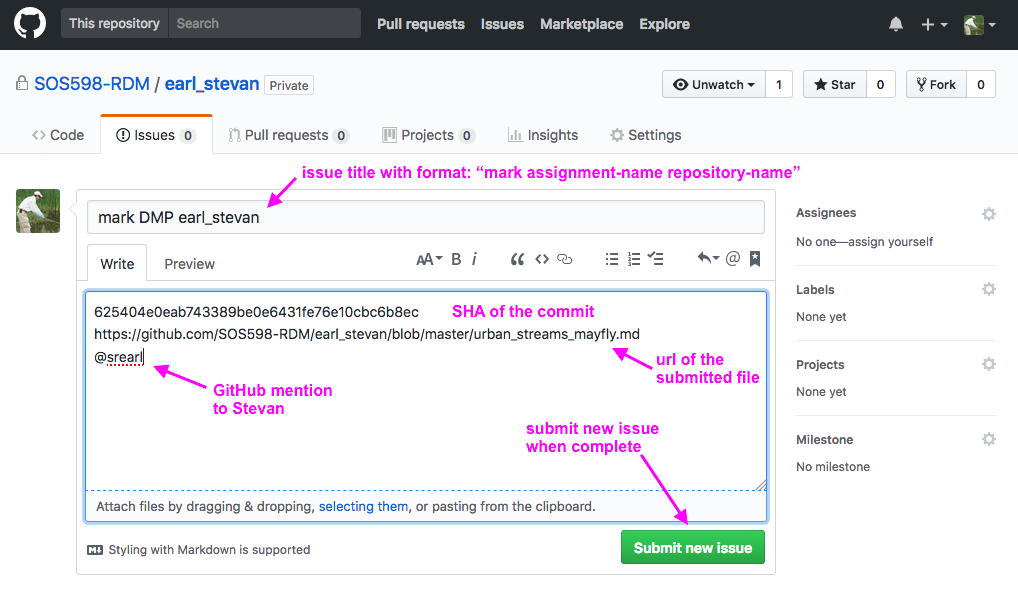 This repository Search Pull requests Issues Marketplace Explore
SOS598-RDM / earl_stevan Private
Unwatch 1 Star 0 Fork 0
Code Issues 0 Pull requests 0 Projects 0 Insights Settings
issue title with format: “mark assignment-name repository-name”
mark DMP earl_stevan
Write Preview
AA B i
625404e0eab743389be0e6431fe76e10cbc6b8ec
SHA of the commit
https://github.com/SOS598-RDM/earl_stevan/blob/master/urban_streams_mayfly.md
@srearl
url of the
submitted file
GitHub mention
to Stevan
submit new issue
when complete
Attach files by dragging & dropping, selecting them, or pasting from the clipboard.
Styling with Markdown is supported
Submit new issue
Assignees
No one—assign yourself
Labels
None yet
Projects
None yet
Milestone
No milestone